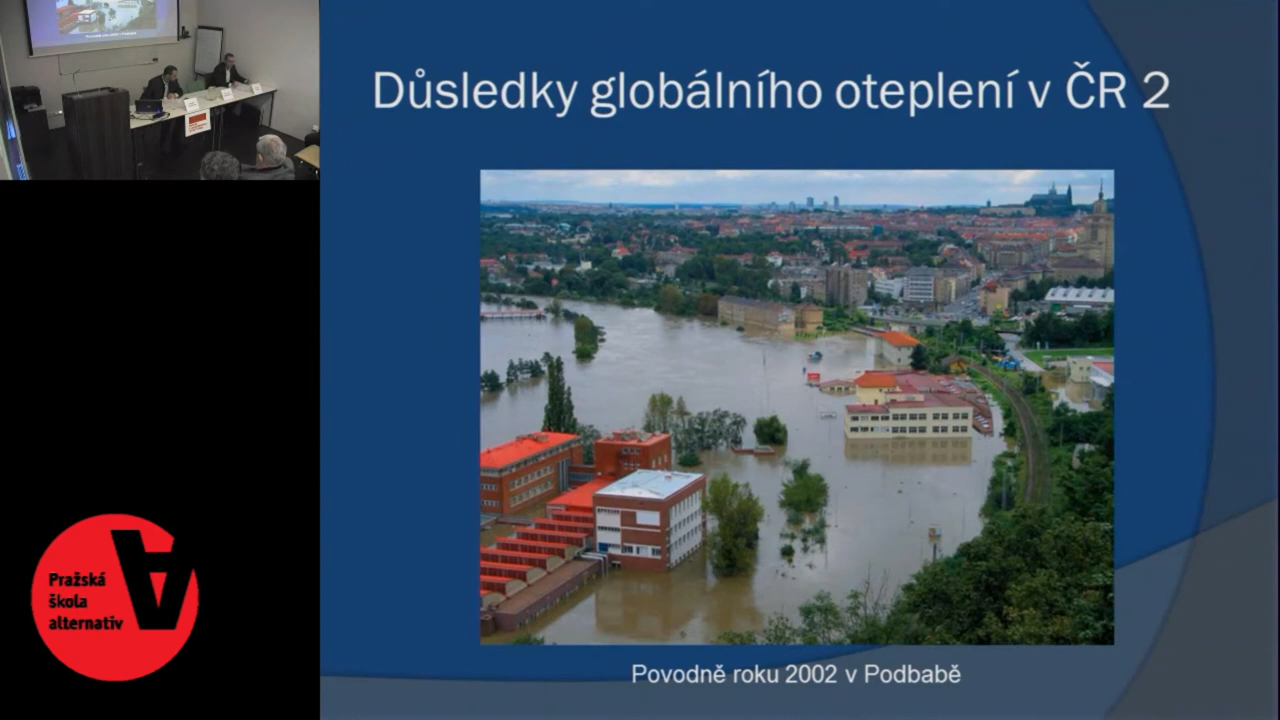 Důsledky globálního oteplení v ČR 2
Povodně roku 2002 v Podbabě
Pražská
škola
alternativ